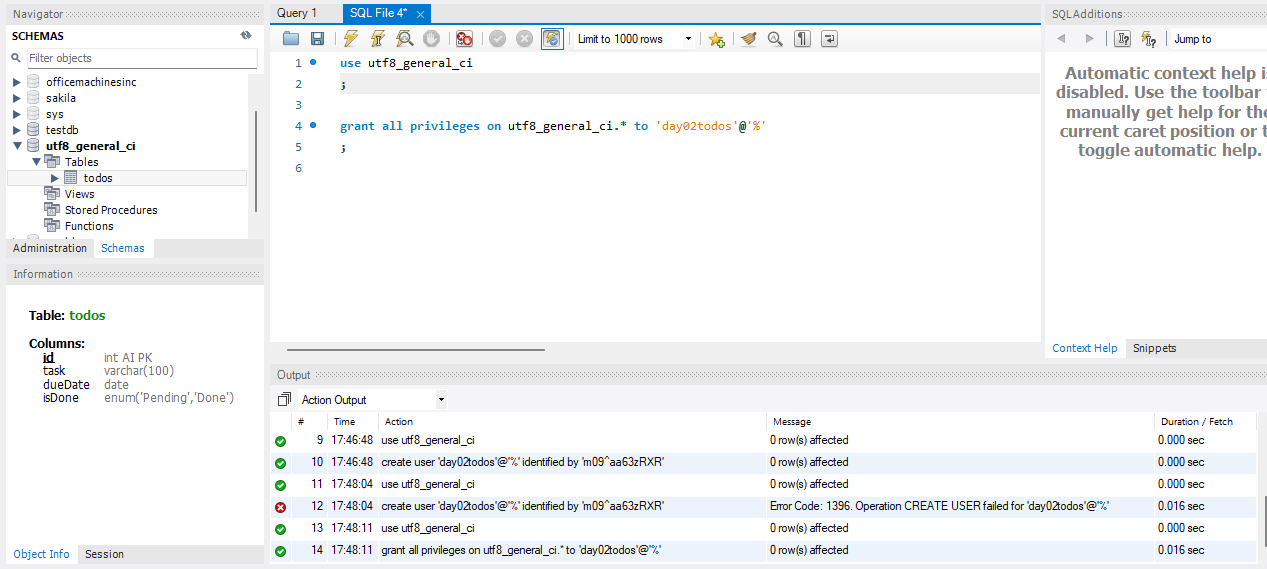 Navigator
SCHEMAS
Filter objects
officemachinesinc
sakila
sys
testdb
utf8_general_ci
Tables
todos
Views
Stored Procedures
Functions
Administration Schemas
Information
Table: todos
Columns:
id int AI PK
task varchar(100)
dueDate date
isDone enum('Pending','Done')
Object Info Session
Query 1 SQL File 4*
Limit to 1000 rows
1 use utf8_general_ci
2 ;
3
4 grant all privileges on utf8_general_ci.* to 'day02todos'@'%'
5 ;
6
SQLAdditions
Jump to
Automatic context help is
disabled. Use the toolbar
manually get help for the
current caret position or
toggle automatic help.
Context Help Snippets
Output
Action Output
# Time Action Message Duration / Fetch
9 17:46:48 use utf8_general_ci 0 row(s) affected 0.000 sec
10 17:46:48 create user 'day02todos'@'%' identified by 'm09^aa63zRXR' 0 row(s) affected 0.000 sec
11 17:48:04 use utf8_general_ci 0 row(s) affected 0.000 sec
12 17:48:04 create user 'day02todos'@'%' identified by 'm09^aa63zRXR' Error Code: 1396. Operation CREATE USER failed for 'day02todos'@'%' 0.016 sec
13 17:48:11 use utf8_general_ci 0 row(s) affected 0.000 sec
14 17:48:11 grant all privileges on utf8_general_ci.* to 'day02todos'@'%' 0 row(s) affected 0.016 sec